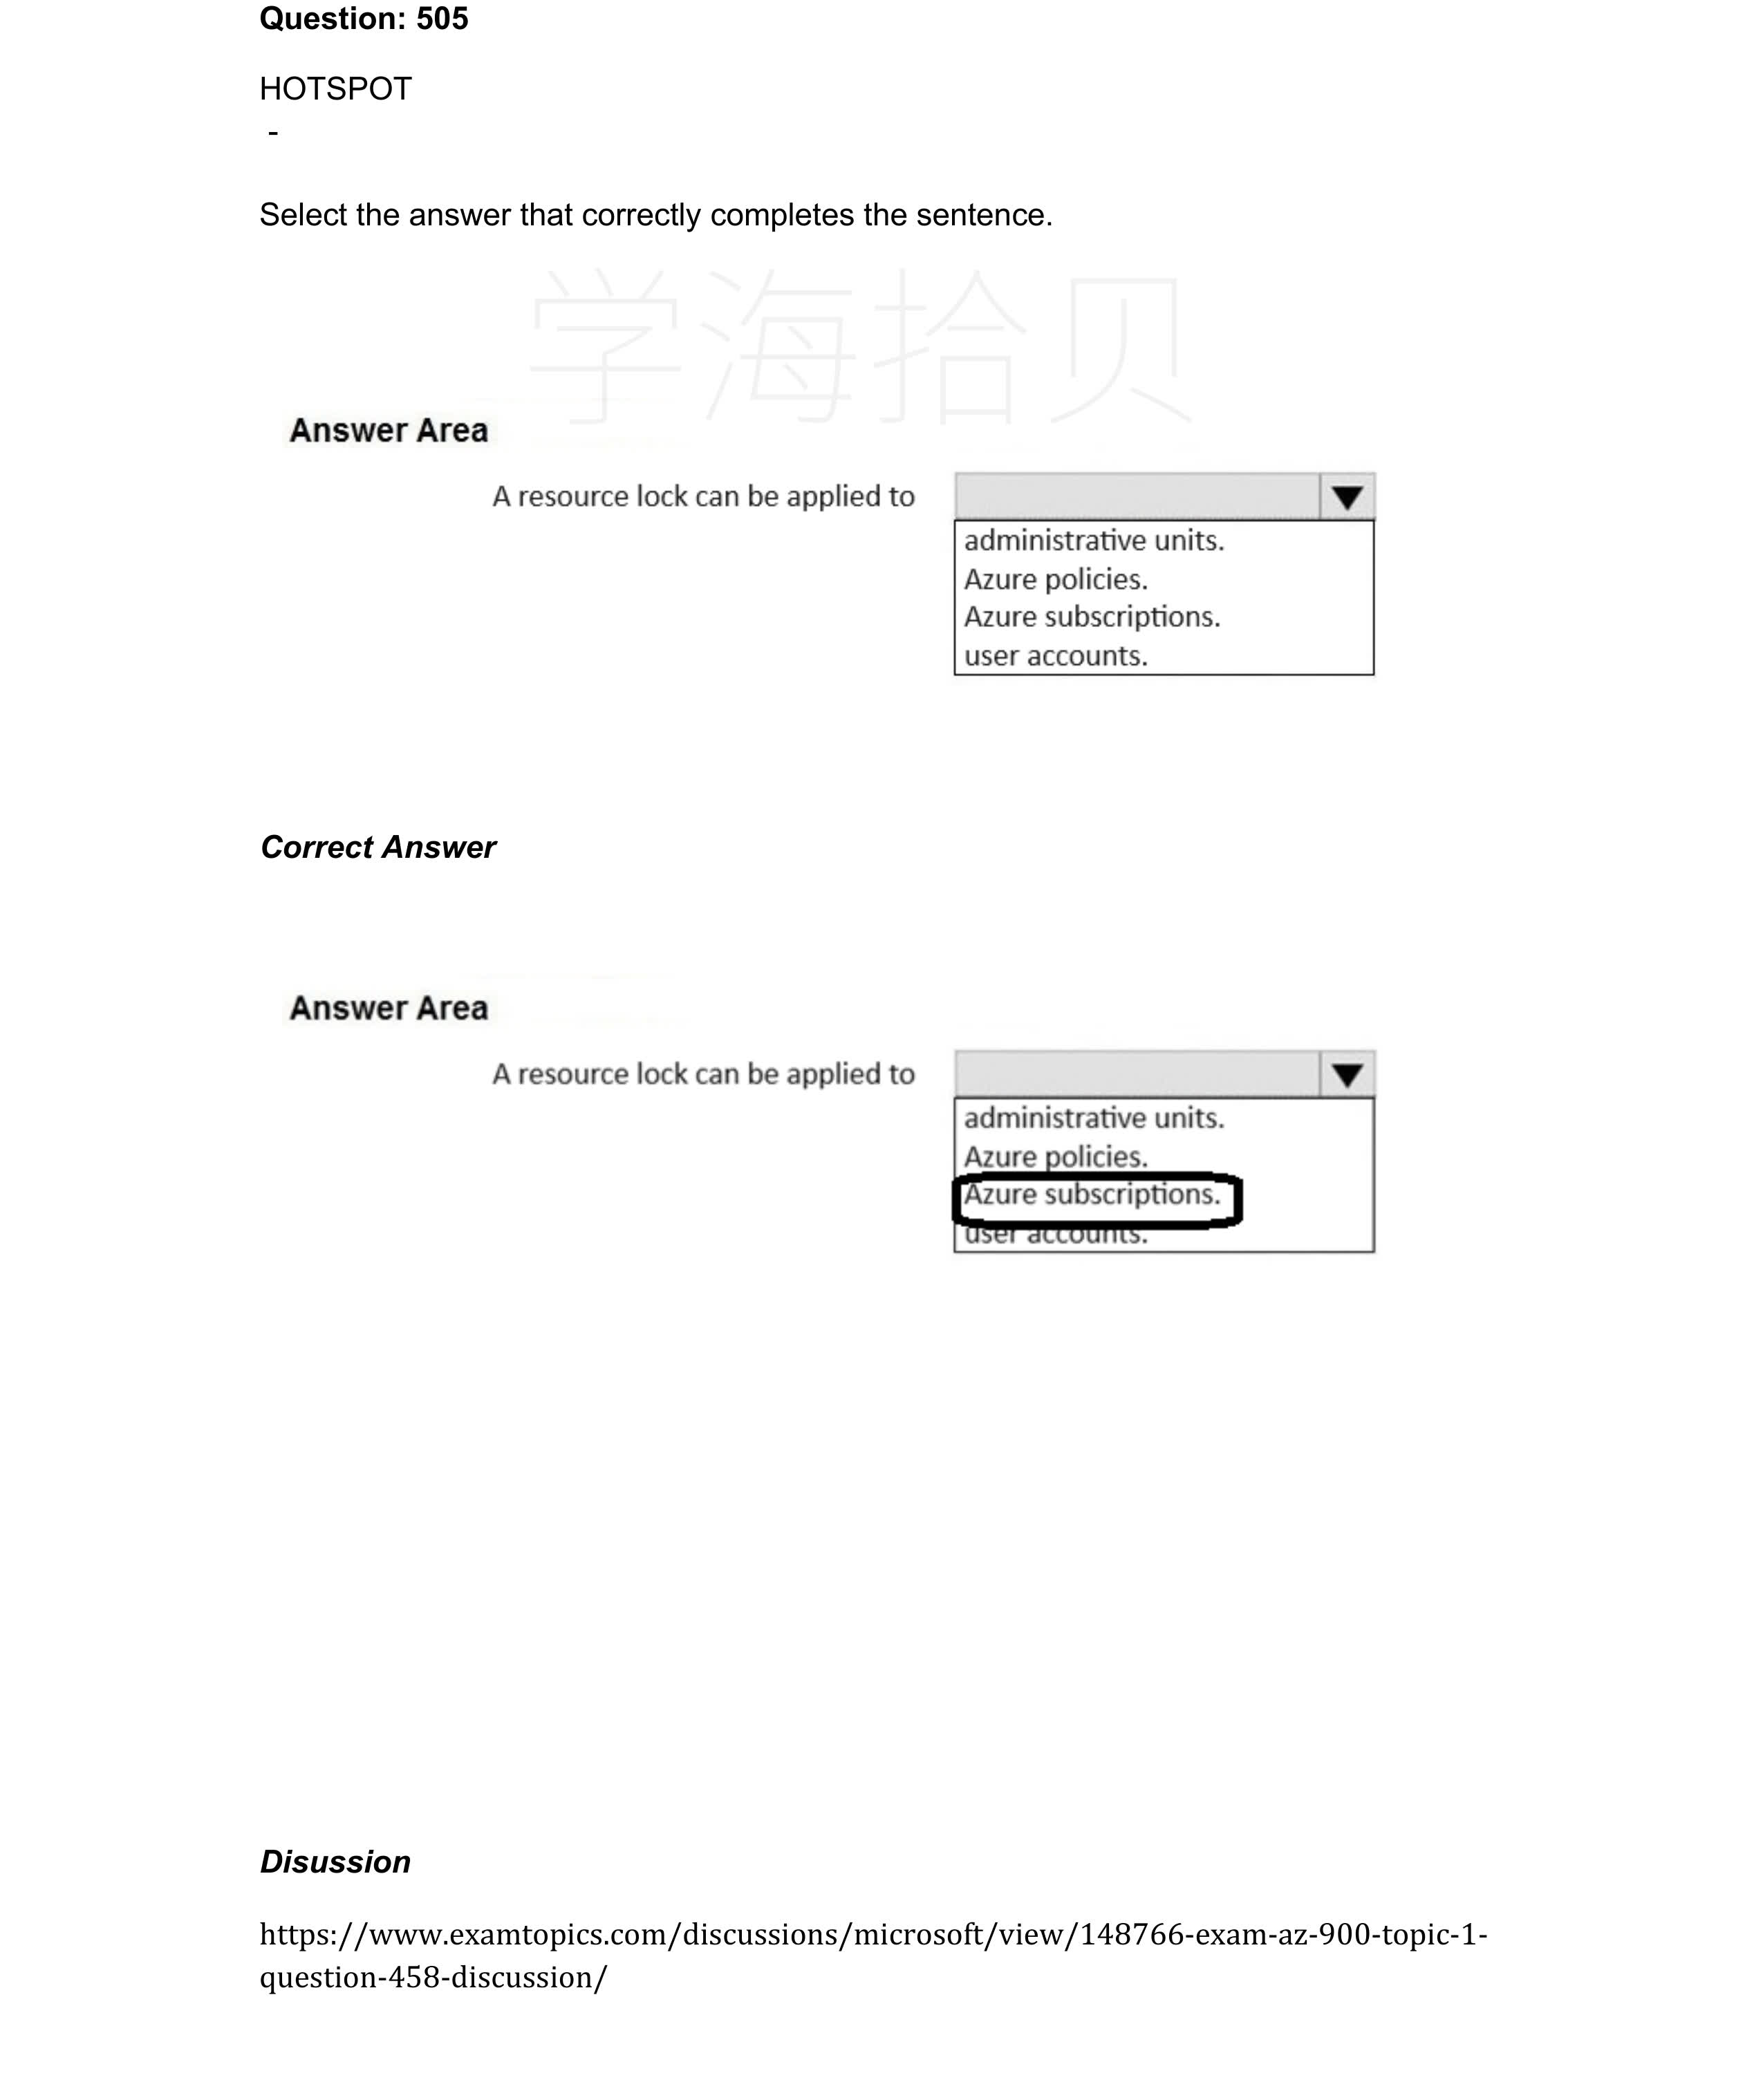 Question: 505
HOTSPOT
-
Select the answer that correctly completes the sentence.
学海拾贝
Answer Area
A resource lock can be applied to
administrative units.
Azure policies.
Azure subscriptions.
user accounts.
Correct Answer
Answer Area
A resource lock can be applied to
administrative units.
Azure policies.
Azure subscriptions.
user accounts.
Disussion
https://www.examtopics.com/discussions/microsoft/view/148766-exam-az-900-topic-1-
question-458-discussion/